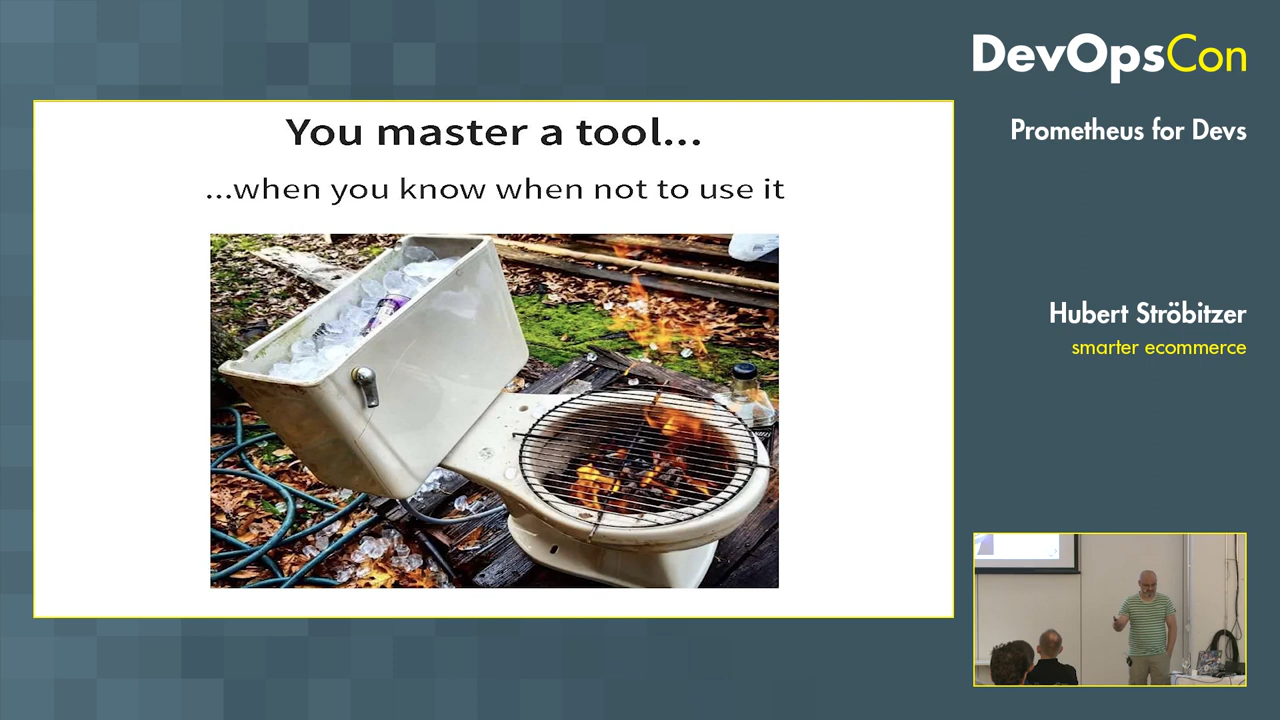 DevOpsCon
You master a tool...
...when you know when not to use it
Prometheus for Devs
Hubert Ströbitzer
smarter ecommerce